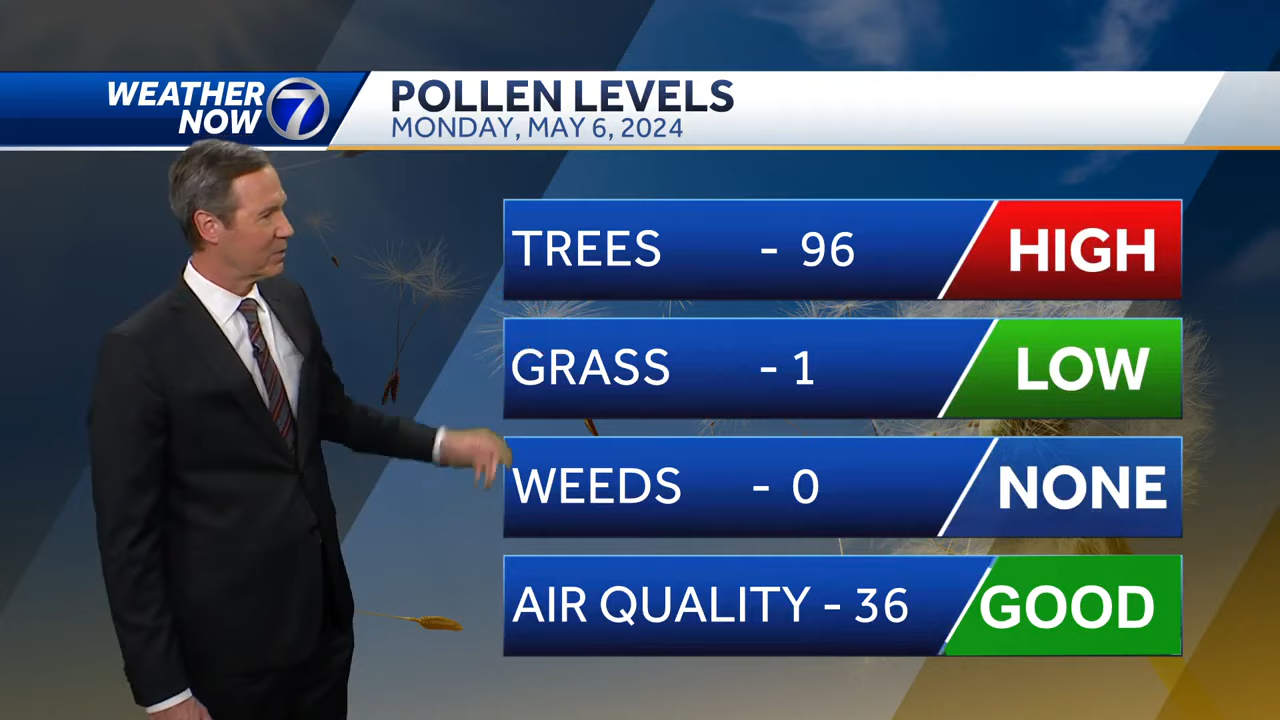 WEATHER
NOW 7
POLLEN LEVELS
MONDAY, MAY 6, 2024
TREES - 96 HIGH
GRASS - 1 LOW
WEEDS - 0 NONE
AIR QUALITY - 36 GOOD